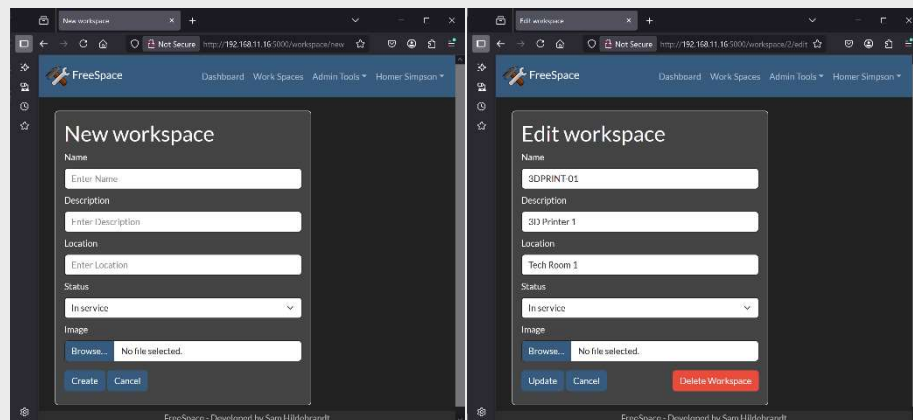 New workspace
Not Secure http://192.168.11.16:5000/workspace/new
FreeSpace Dashboard Work Spaces Admin Tools Homer Simpson
New workspace
Name
Enter Name
Description
Enter Description
Location
Enter Location
Status
In service
Image
Browse... No file selected.
Create Cancel
FreeSpace - Developed by Sam Hildebrandt
Edit workspace
Not Secure http://192.168.11.16:5000/workspace/2/edit
FreeSpace Dashboard Work Spaces Admin Tools Homer Simpson
Edit workspace
Name
3DPRINT-01
Description
3D Printer 1
Location
Tech Room 1
Status
In service
Image
Browse... No file selected.
Update Cancel Delete Workspace
FreeSpace - Developed by Sam Hildebrandt